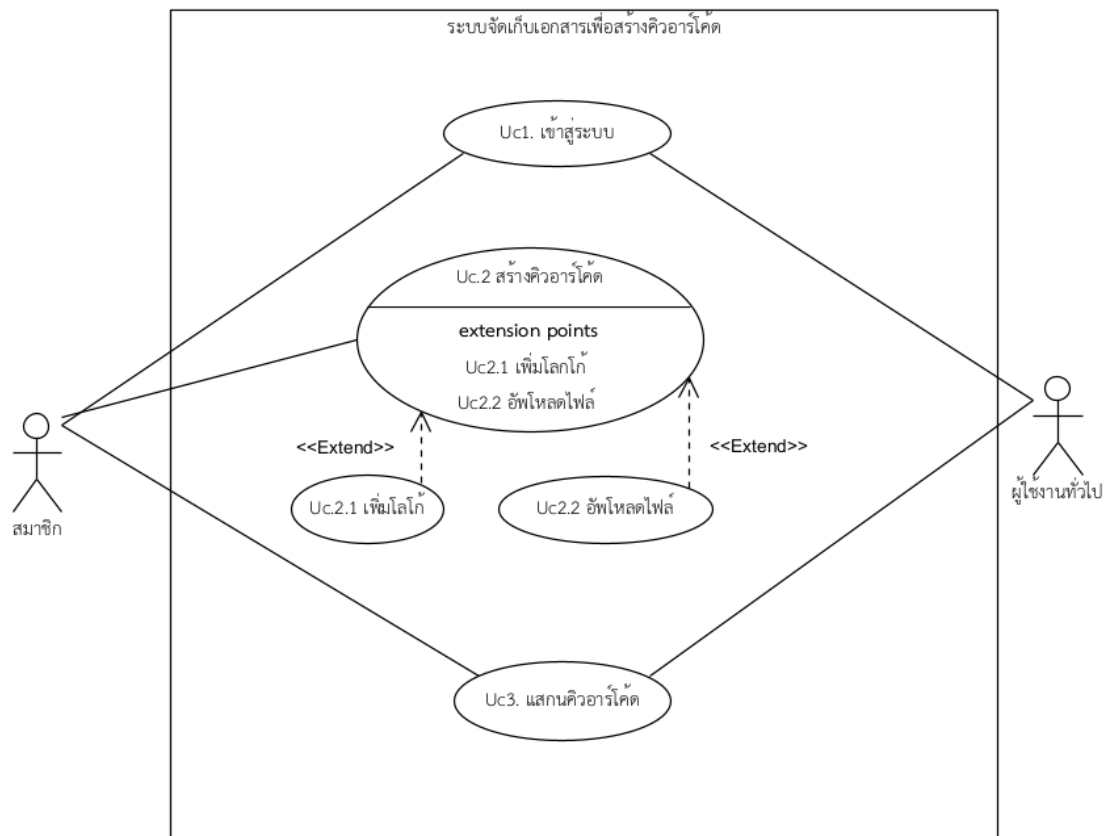 ระบบจัดเก็บเอกสารเพื่อสร้างคิวอาร์โค้ด
Uc1. เข้าสู่ระบบ
Uc.2 สร้างคิวอาร์โค้ด
extension points
Uc2.1 เพิ่มโลกโก้
Uc2.2 อัพโหลดไฟล์
<<Extend>>
<<Extend>>
Uc.2.1 เพิ่มโลโก้
Uc2.2 อัพโหลดไฟล์
สมาชิก
ผู้ใช้งานทั่วไป
Uc3. แสกนคิวอาร์โค้ด